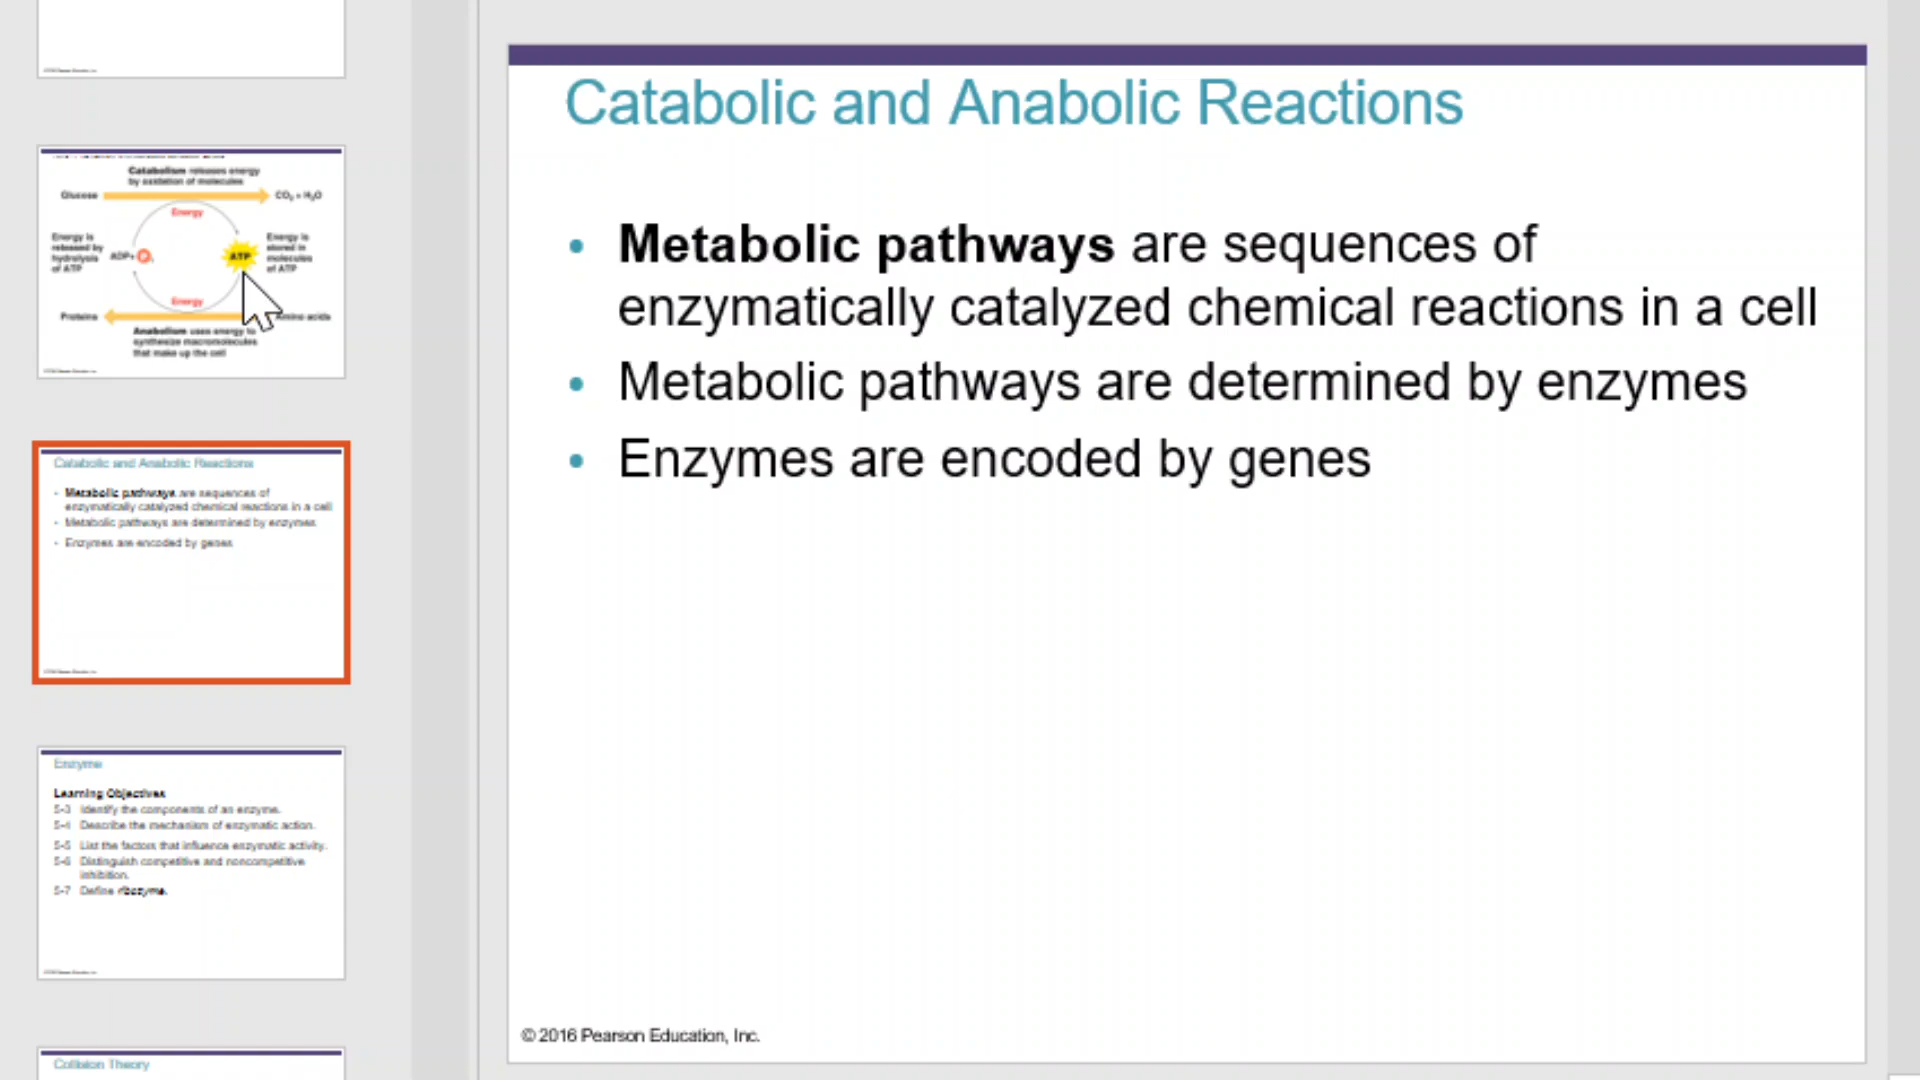 Catabolism releases energy
by oxidation of molecules
Glucose
CO₂ + H₂O
Energy
Energy is
released by
hydrolysis
of ATP
ADP+ P
ATP
Energy is
stored in
molecules
of ATP
Energy
Proteins
Amino acids
Anabolism uses energy to
synthesize macromolecules
that make up the cell
Catabolic and Anabolic Reactions
• Metabolic pathways are sequences of
enzymatically catalyzed chemical reactions in a cell
• Metabolic pathways are determined by enzymes
• Enzymes are encoded by genes
Enzyme
Learning Objectives
5-3 Identify the components of an enzyme.
5-4 Describe the mechanism of enzymatic action.
5-5 List the factors that influence enzymatic activity.
5-6 Distinguish competitive and noncompetitive
inhibition.
5-7 Define ribozyme.
Collision Theory
Catabolic and Anabolic Reactions
• Metabolic pathways are sequences of
enzymatically catalyzed chemical reactions in a cell
• Metabolic pathways are determined by enzymes
• Enzymes are encoded by genes
© 2016 Pearson Education, Inc.